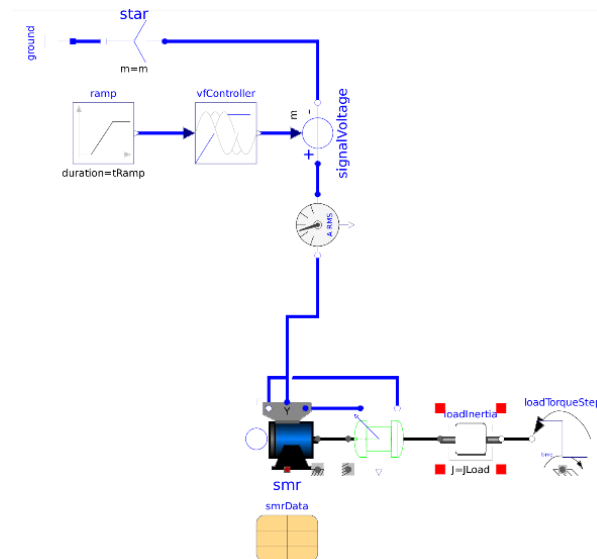 star
ground
m=m
ramp
vfController
m
-
+
signalVoltage
duration=tRamp
A RMS
Y
loadInertia
loadTorqueStep
J=JLoad
smr
smrData